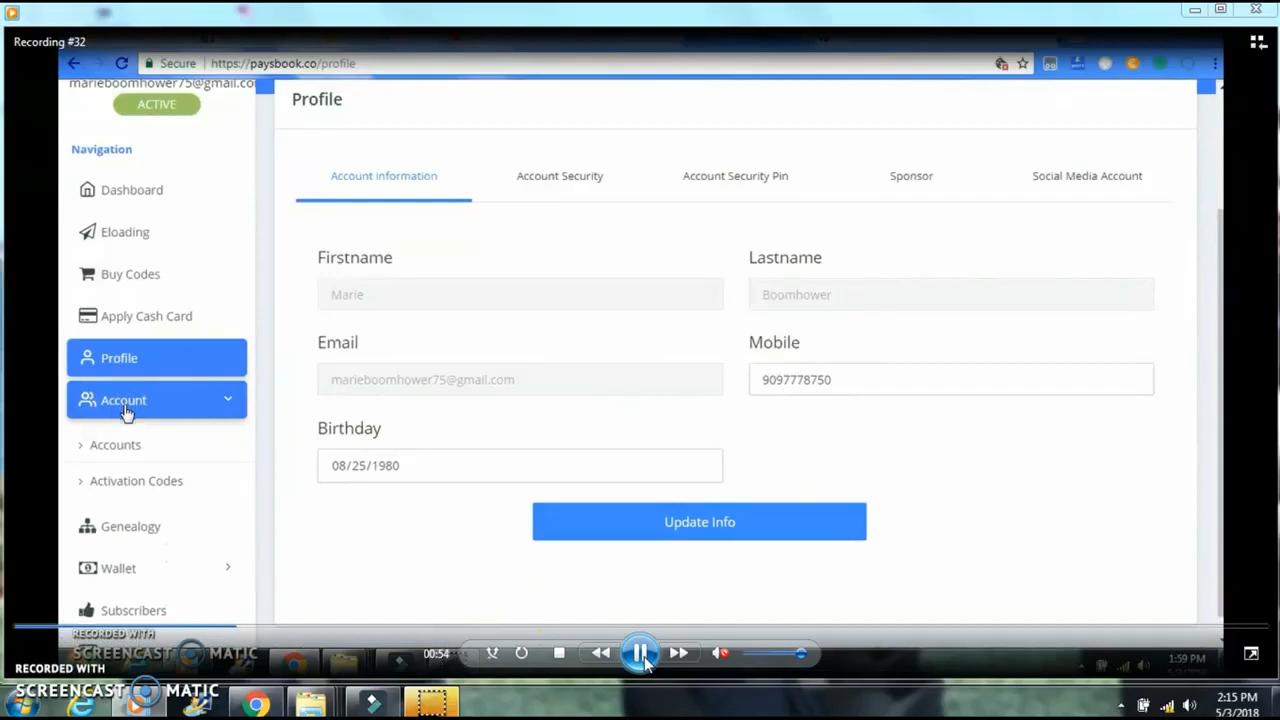 Recording #32
Secure
https://paysbook.co/profile
marieboomhower75@gmail.co
ACTIVE
Navigation
Dashboard
Eloading
Buy Codes
Apply Cash Card
Profile
Account
Accounts
Activation Codes
Genealogy
Wallet
Subscribers
Profile
Account information
Account Security
Account Security Pin
Sponsor
Social Media Account
Firstname
Lastname
Marie
Boomhower
Email
Mobile
marieboomhower75@gmail.com
9097778750
Birthday
08/25/1980
Update Info
RECORDED WITH
SCREENCAST MATIC
00:54
1:59 PM
RECORDED WITH
SCREENCAST MATIC
2:15 PM
5/3/2018